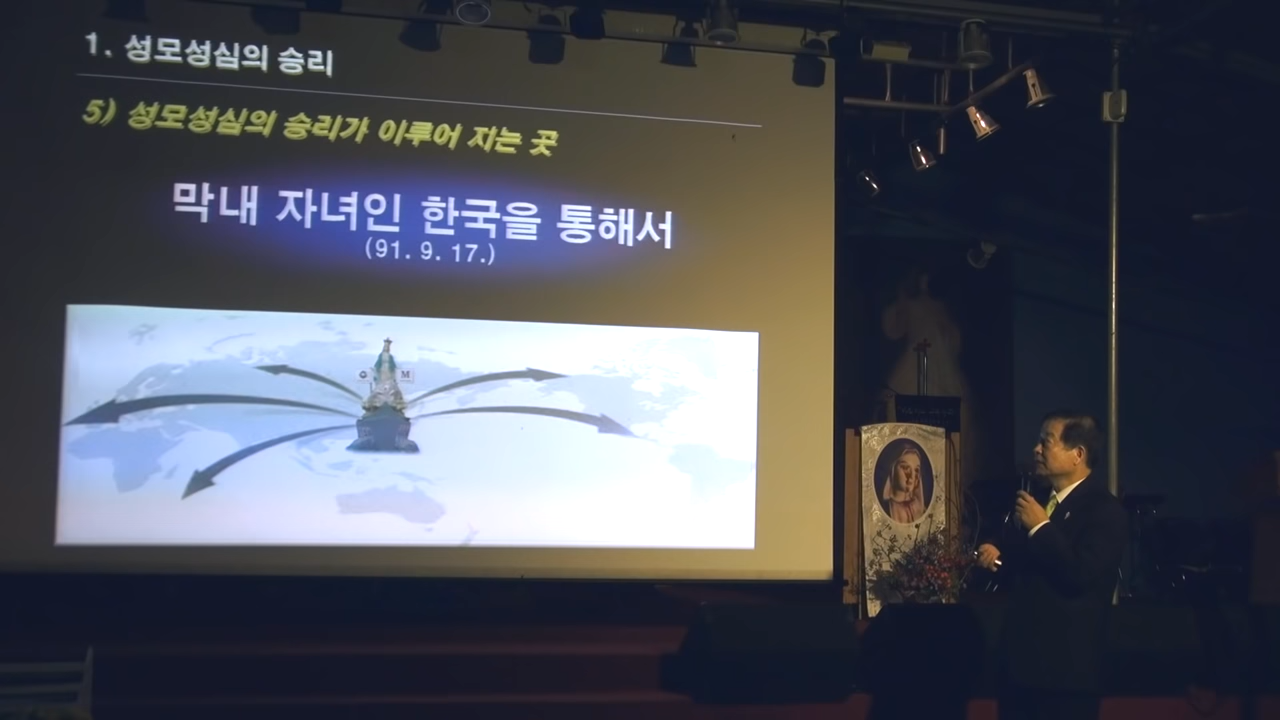 1. 성모성심의 승리
5) 성모성심의 승리가 이루어 지는 곳
막내 자녀인 한국을 통해서
(91. 9. 17.)
M